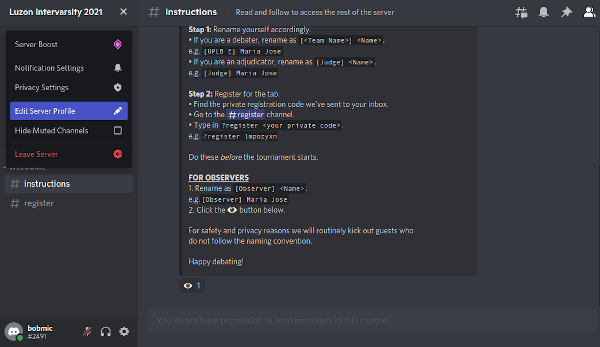 Luzon Intervarsity 2021
Server Boost
Notification Settings
Privacy Settings
Edit Server Profile
Hide Muted Channels
Leave Server
WELCOME
Instructions
register
bobmic
#2491
Instructions
Read and follow to access the rest of the server
Step 1: Rename yourself accordingly.
• If you are a debater, rename as [<Team Name>] <Name>.
e.g. [UPLB E] Maria Jose
• If you are an adjudicator, rename as [Judge] <Name>.
e.g. [Judge] Maria Jose
Step 2: Register for the tab.
• Find the private registration code we've sent to your inbox.
• Go to the # register channel.
• Type in ?register <your private code>.
e.g. ?register lmpozyxn
Do these before the tournament starts.
FOR OBSERVERS
1. Rename as [Observer] <Name>.
e.g. [Observer] Maria Jose
2. Click the 👁 button below.
For safety and privacy reasons we will routinely kick out guests who
do not follow the naming convention.
Happy debating!
👁 1
You do not have permission to send messages in this channel.